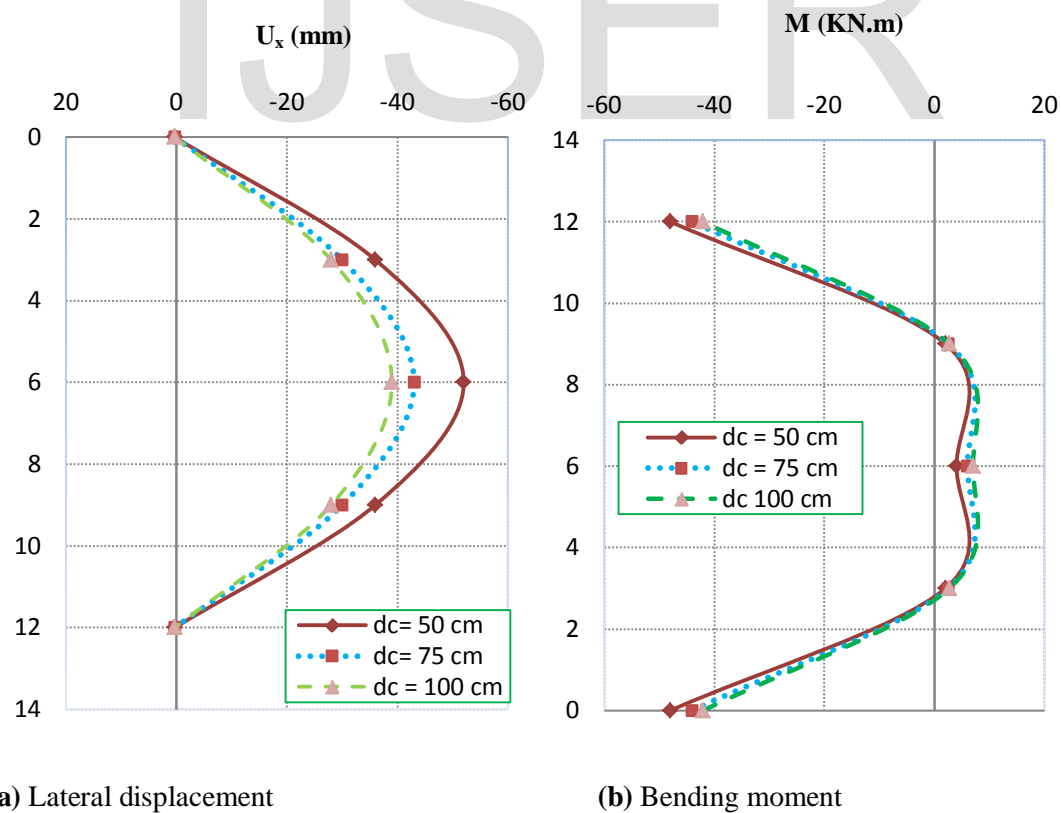 IJSER
U_x (mm)
20 0 -20 -40 -60
0
2
4
6
8
10
12
14
dc= 50 cm
dc= 75 cm
dc = 100 cm
a) Lateral displacement
M (KN.m)
-60 -40 -20 0 20
14
12
10
8
6
4
2
0
dc = 50 cm
dc = 75 cm
dc 100 cm
(b) Bending moment